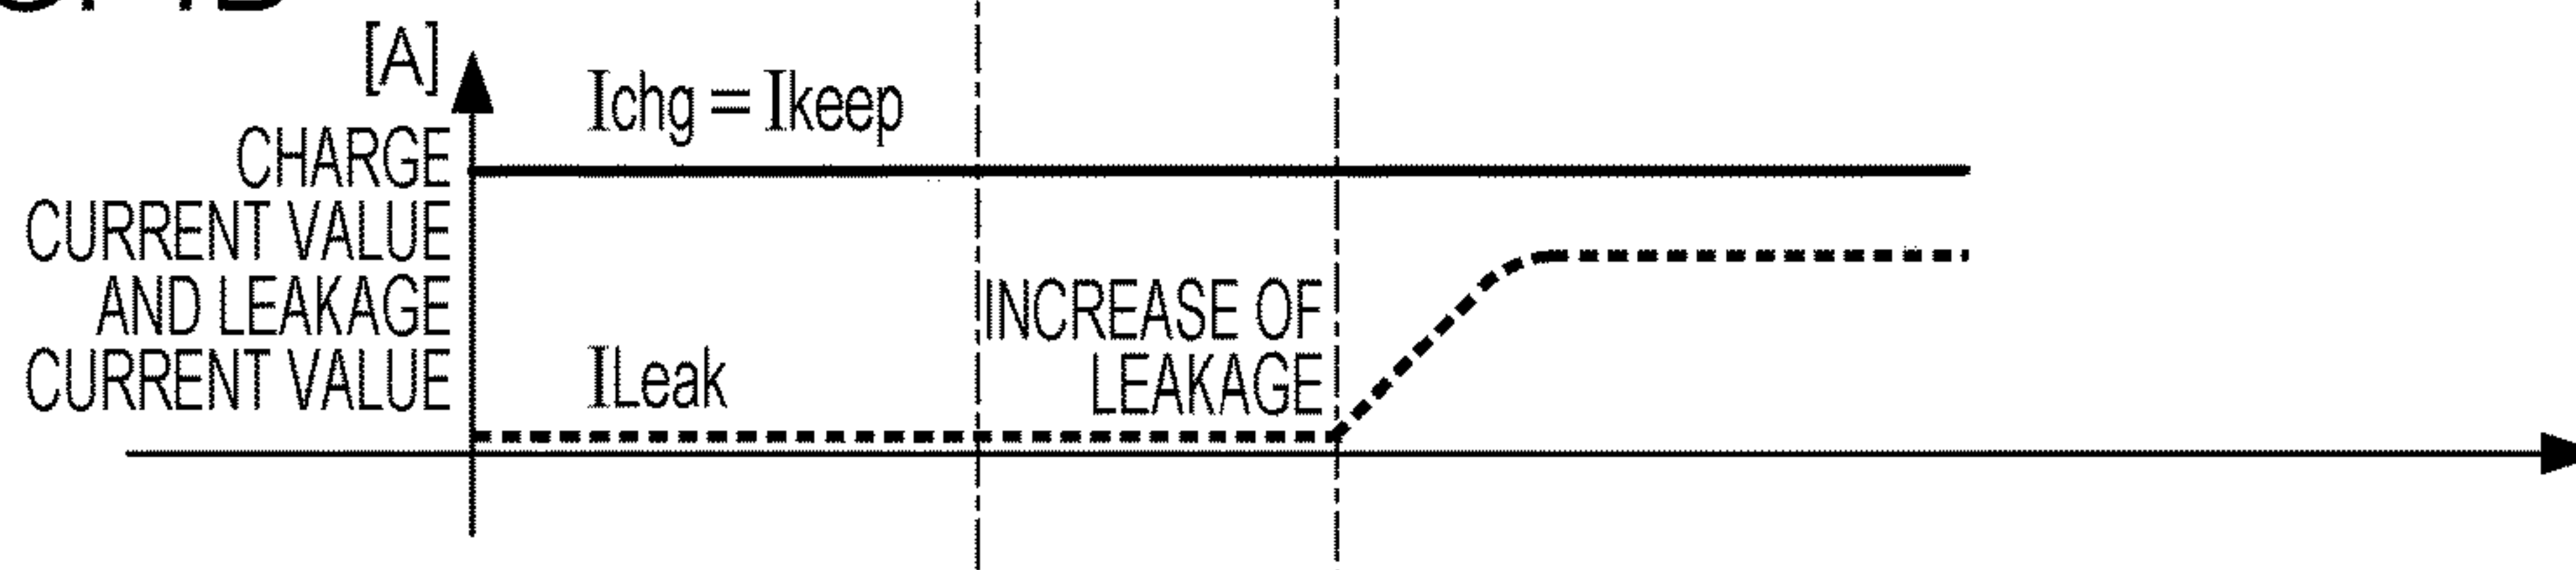 [A]
Ichg = Ikeep
CHARGE
CURRENT VALUE
AND LEAKAGE
CURRENT VALUE
ILeak
INCREASE OF
LEAKAGE